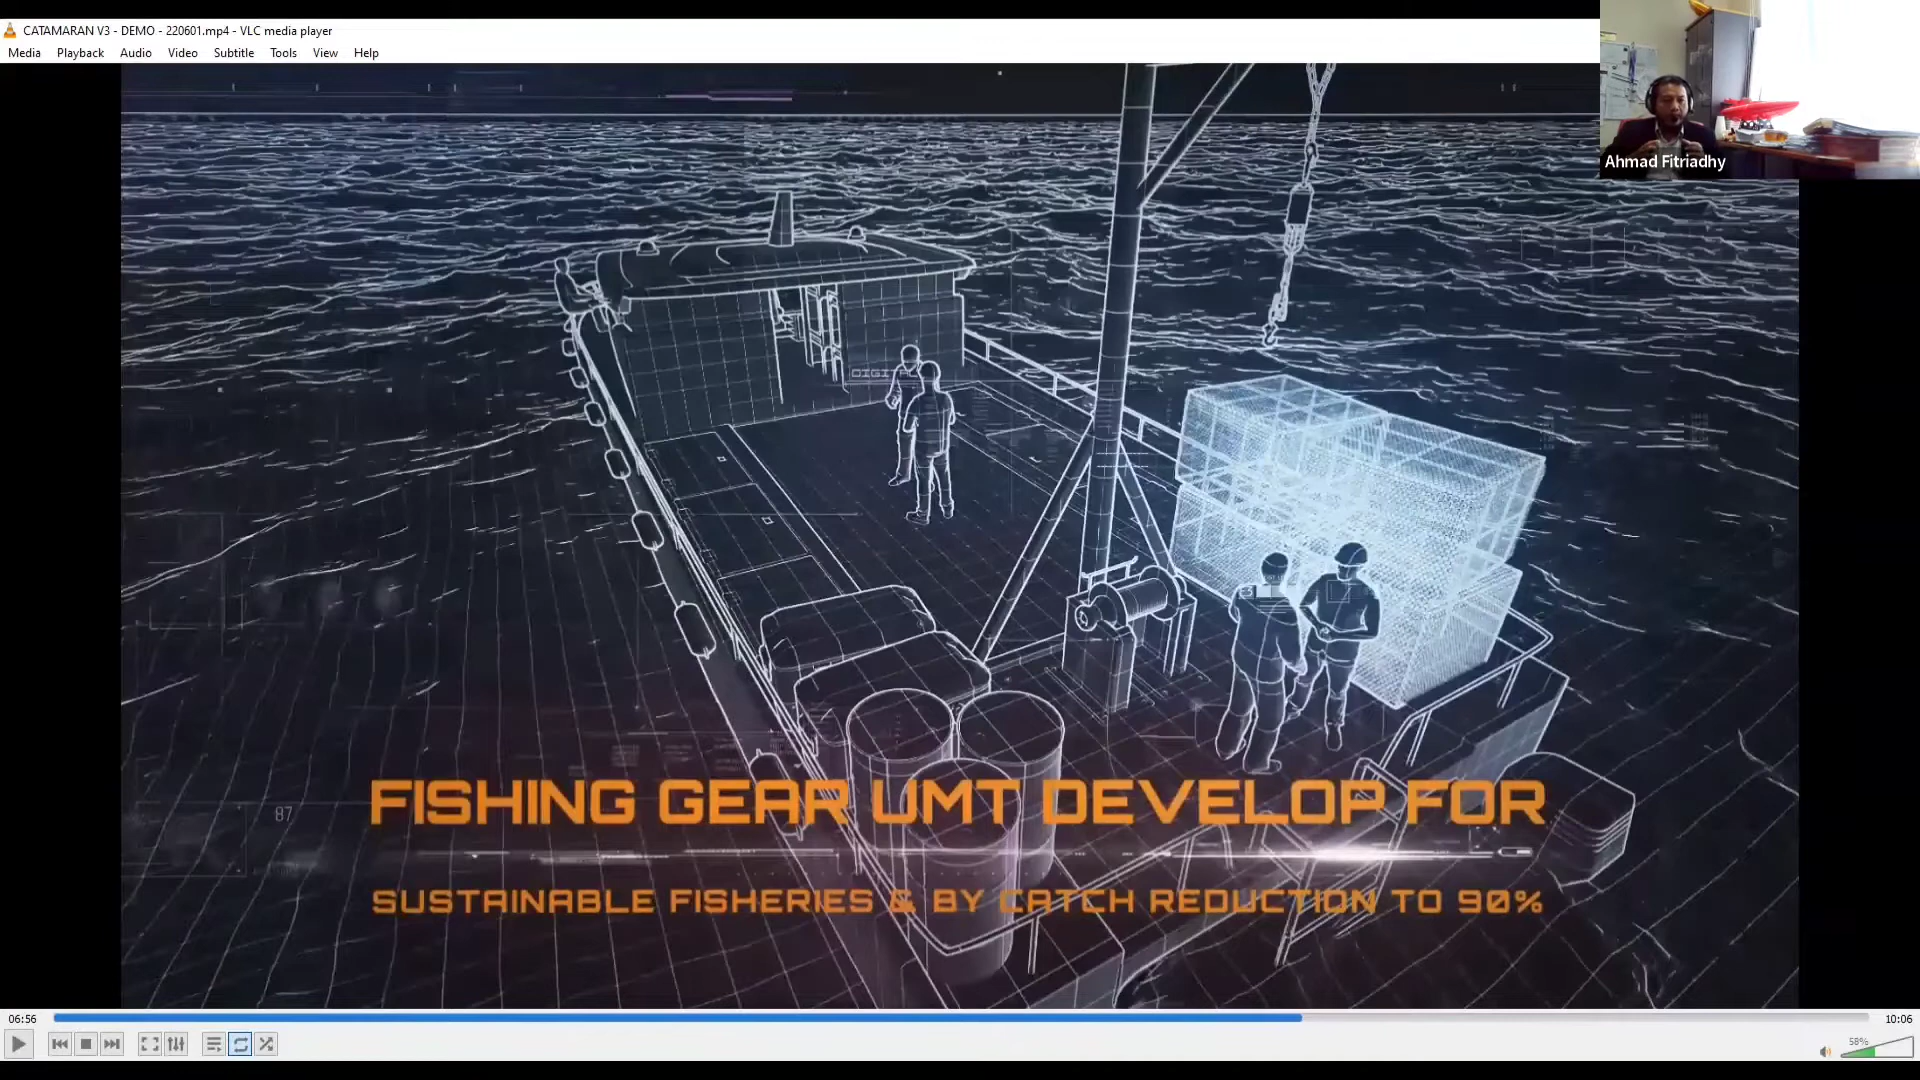 CATAMARAN V3 - DEMO - 220601.mp4 - VLC media player
Media Playback Audio Video Subtitle Tools View Help
Ahmad Fitriadhy
87
FISHING GEAR UMT DEVELOP FOR
SUSTAINABLE FISHERIES & BY CATCH REDUCTION TO 90%
06:56
10:06
58%